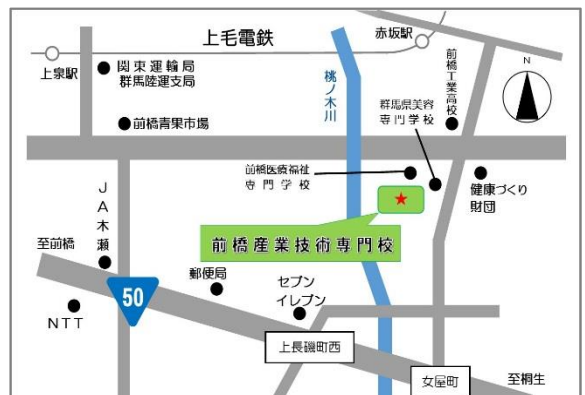 上毛電鉄
赤坂駅
上泉駅
関東運輸局
群馬陸運支局
桃ノ木川
前橋工業高校
N
群馬県美容
専門学校
前橋青果市場
前橋医療福祉
専門学校
健康づくり
財団
JA木瀬
前橋産業技術専門校
至前橋
郵便局
セブン
イレブン
50
NTT
上長磯町西
女屋町
至桐生